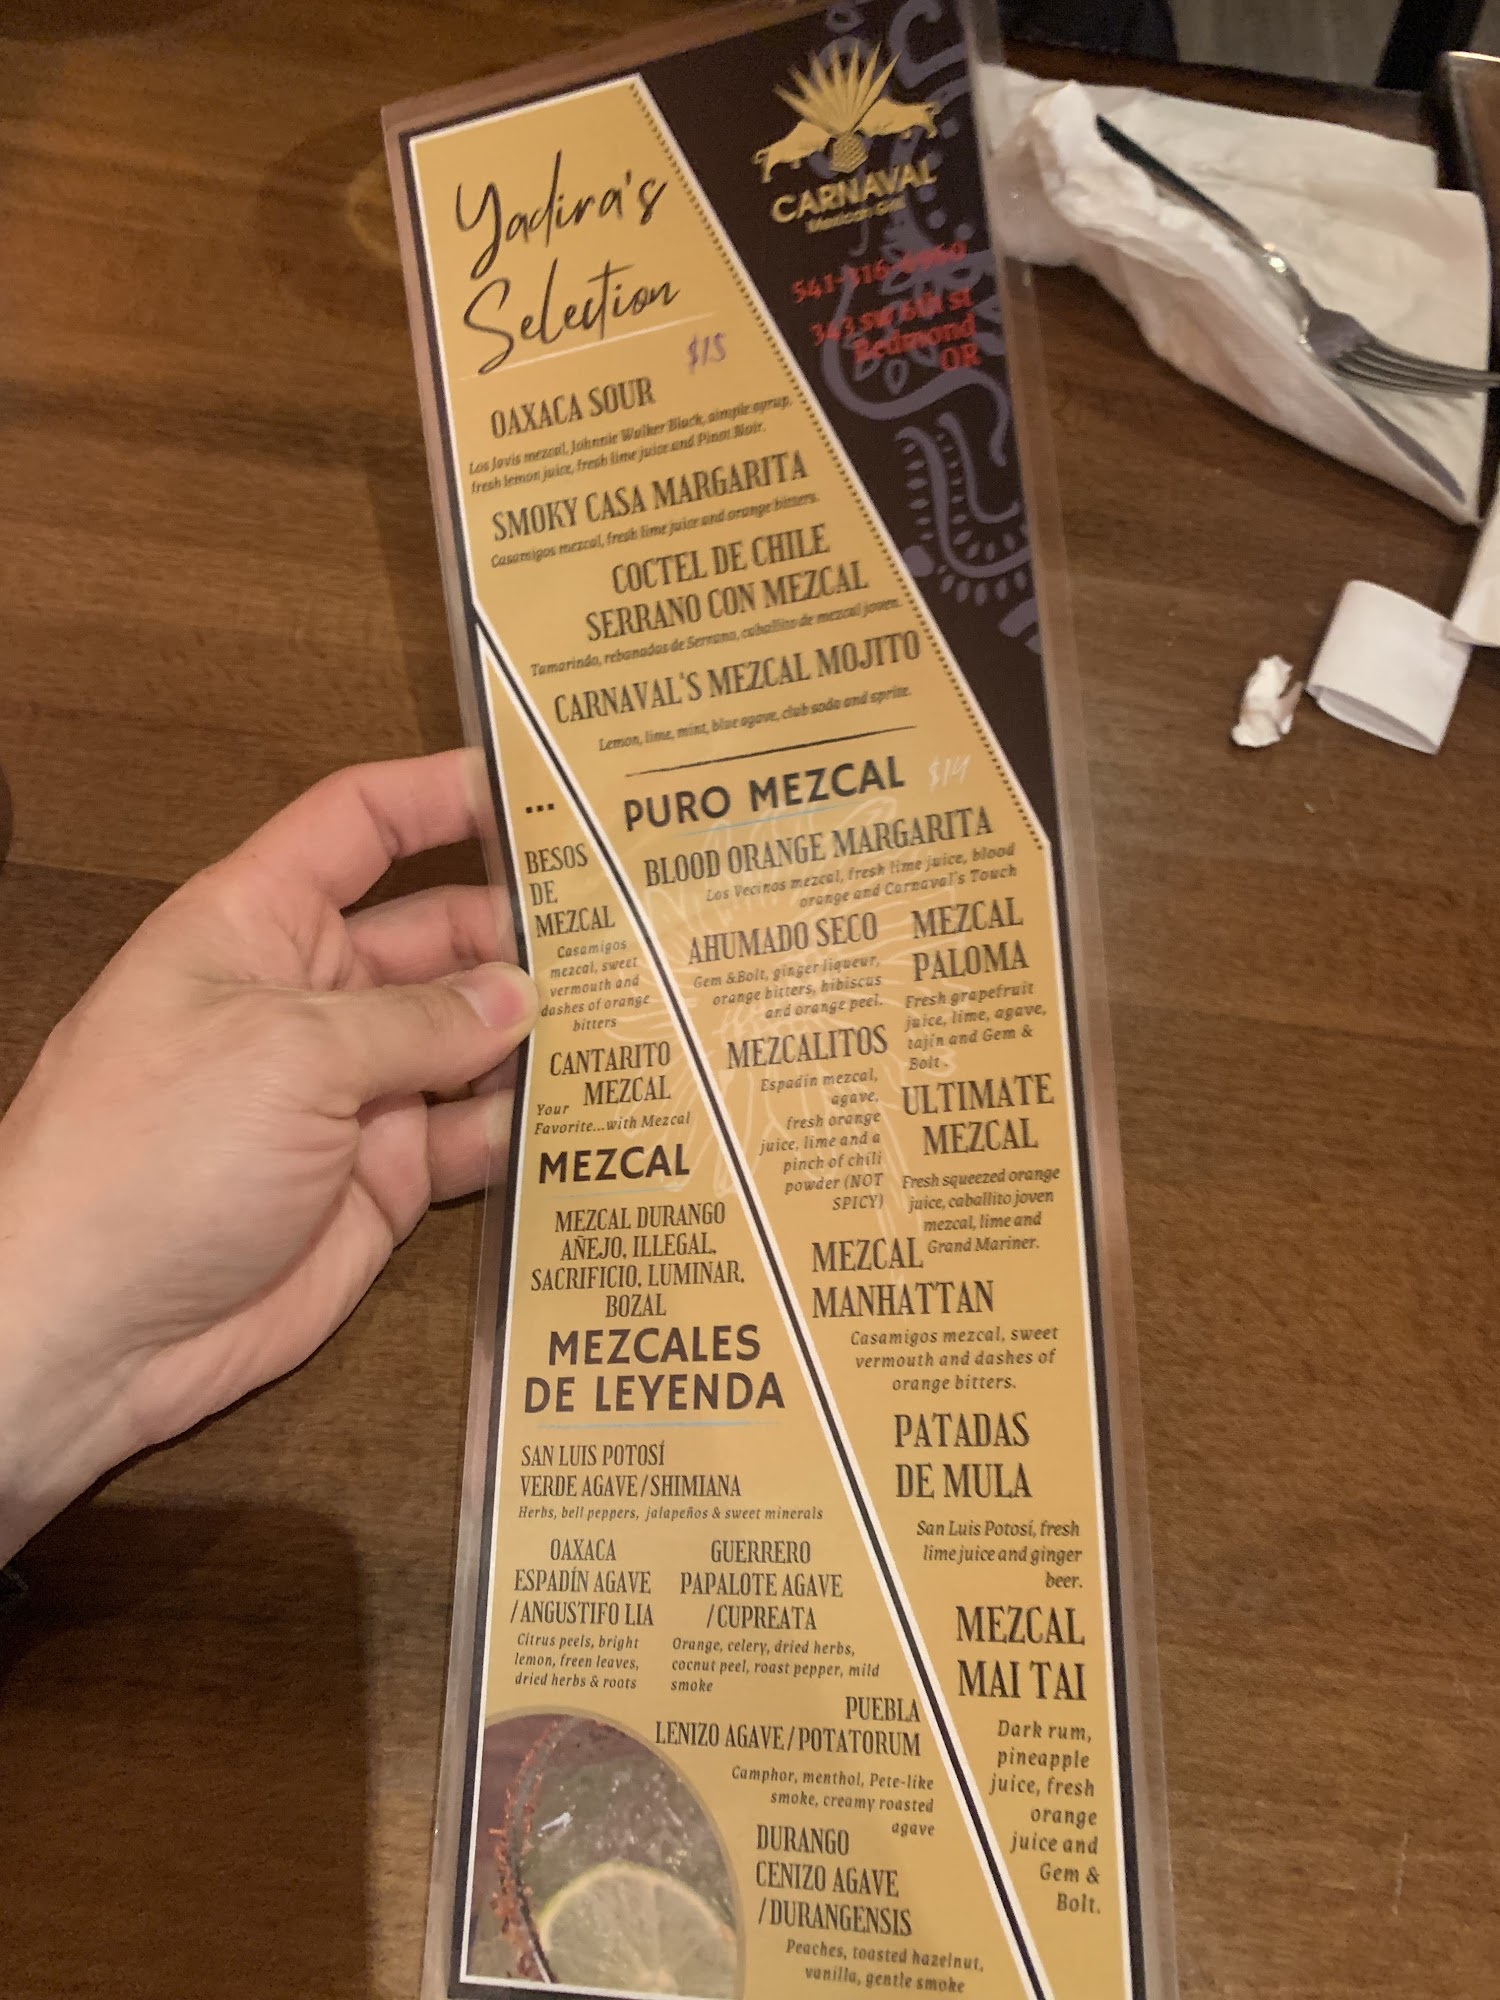 CARNAVAL
Mexican Grill
343 sw 6th st
Redmond
OR
Yadira's
Selection
$15
OAXACA SOUR
Los Javis mezcal, Johnnie Walker Black, simple syrup,
fresh lemon juice, fresh lime juice and Pinot Noir.
SMOKY CASA MARGARITA
Casamigos mezcal, fresh lime juice and orange bitters.
COCTEL DE CHILE
SERRANO CON MEZCAL
Tamarindo, rebanadas de Serrano, caballito de mezcal joven.
CARNAVAL'S MEZCAL MOJITO
Lemon, lime, mint, blue agave, club soda and sprite.
PURO MEZCAL $14
BLOOD ORANGE MARGARITA
Los Vecinos mezcal, fresh lime juice, blood
orange and Carnaval's Touch
AHUMADO SECO
Gem &Bolt, ginger liqueur,
orange bitters, hibiscus
and orange peel.
MEZCAL
PALOMA
Fresh grapefruit
juice, lime, agave,
tajin and Gem &
Bolt .
MEZCALITOS
Espadin mezcal,
agave,
fresh orange
juice, lime and a
pinch of chili
powder (NOT
SPICY)
ULTIMATE
MEZCAL
Fresh squeezed orange
juice, caballito joven
mezcal, lime and
Grand Mariner.
MEZCAL
MANHATTAN
Casamigos mezcal, sweet
vermouth and dashes of
orange bitters.
PATADAS
DE MULA
San Luis Potosí, fresh
lime juice and ginger
beer.
MEZCAL
MAI TAI
Dark rum,
pineapple
juice, fresh
orange
juice and
Gem &
Bolt.
...
BESOS
DE
MEZCAL
Casamigos
mezcal, sweet
vermouth and
dashes of orange
bitters
CANTARITO
MEZCAL
Your
Favorite...with Mezcal
MEZCAL
MEZCAL DURANGO
AÑEJO, ILLEGAL,
SACRIFICIO, LUMINAR,
BOZAL
MEZCALES
DE LEYENDA
SAN LUIS POTOSÍ
VERDE AGAVE/SHIMIANA
Herbs, bell peppers, jalapeños & sweet minerals
OAXACA
ESPADÍN AGAVE
/ANGUSTIFO LIA
Citrus peels, bright
lemon, freen leaves,
dried herbs & roots
GUERRERO
PAPALOTE AGAVE
/CUPREATA
Orange, celery, dried herbs,
cocnut peel, roast pepper, mild
smoke
PUEBLA
LENIZO AGAVE/POTATORUM
Camphor, menthol, Pete-like
smoke, creamy roasted
agave
DURANGO
CENIZO AGAVE
/DURANGENSIS
Peaches, toasted hazelnut,
vanilla, gentle smoke